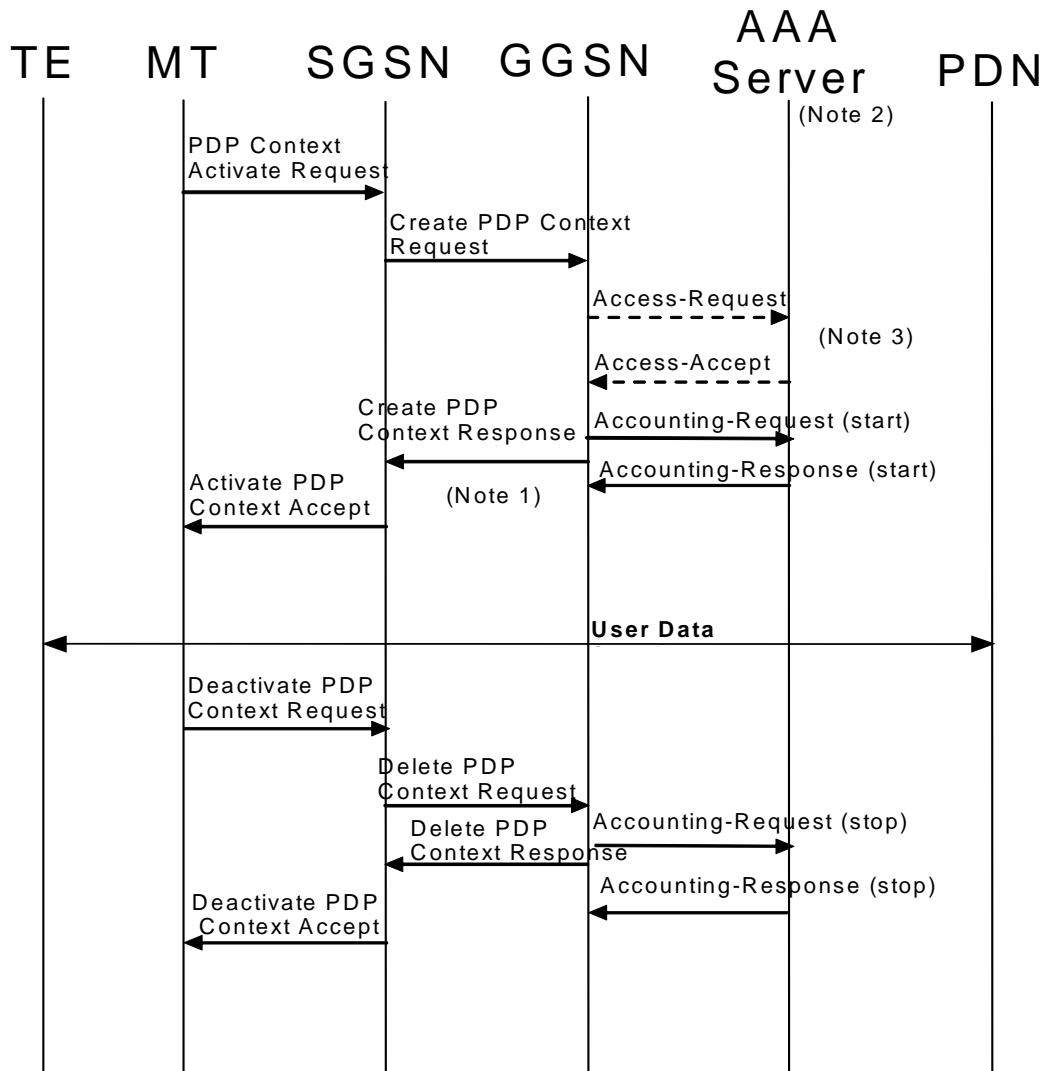 TE
MT
SGSN
GGSN
AAA
Server
PDN
(Note 2)
PDP Context
Activate Request
Create PDP Context
Request
Access-Request
(Note 3)
Access-Accept
Create PDP
Context Response
Accounting-Request (start)
Accounting-Response (start)
(Note 1)
Activate PDP
Context Accept
User Data
Deactivate PDP
Context Request
Delete PDP
Context Request
Accounting-Request (stop)
Delete PDP
Context Response
Accounting-Response (stop)
Deactivate PDP
Context Accept